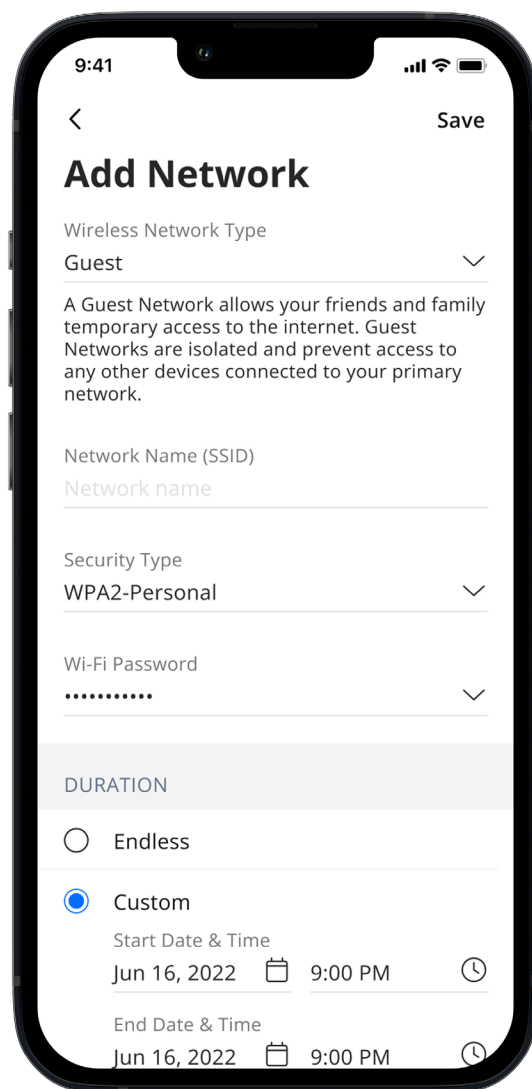 9:41
Save
Add Network
Wireless Network Type
Guest
A Guest Network allows your friends and family
temporary access to the internet. Guest
Networks are isolated and prevent access to
any other devices connected to your primary
network.
Network Name (SSID)
Network name
Security Type
WPA2-Personal
Wi-Fi Password
•••••••••••
DURATION
Endless
Custom
Start Date & Time
Jun 16, 2022 9:00 PM
End Date & Time
Jun 16, 2022 9:00 PM